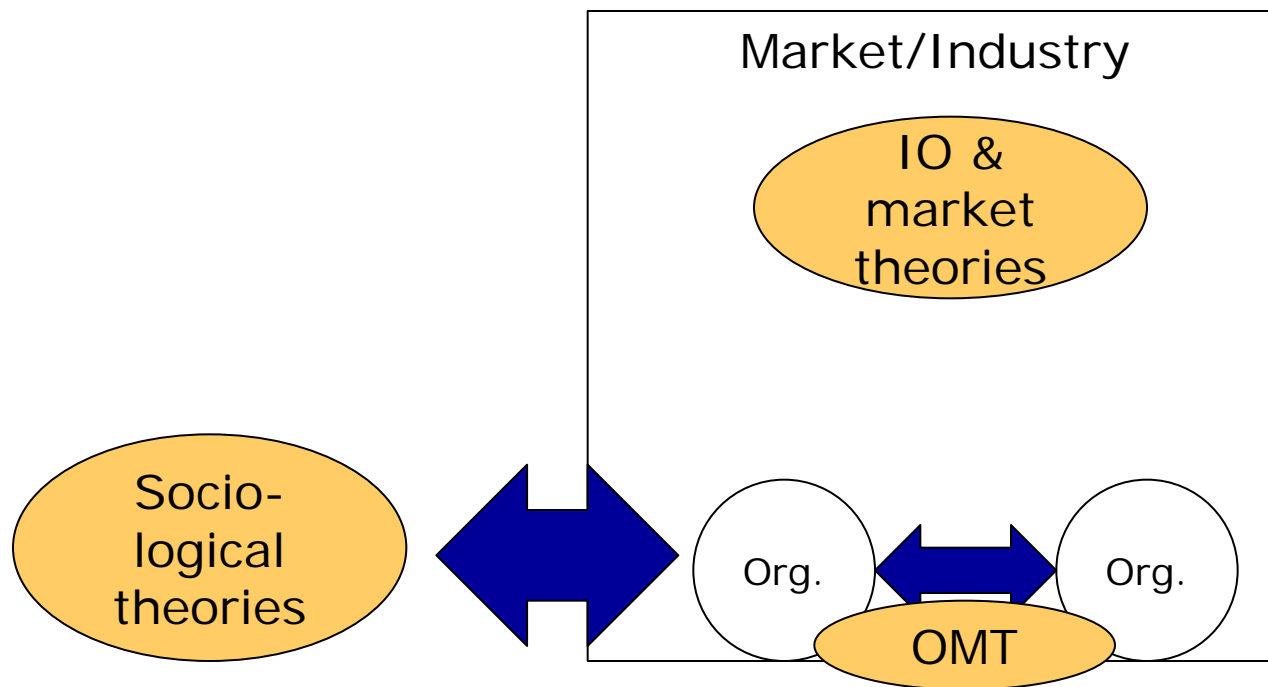 Market/Industry
IO &
market
theories
Socio-
logical
theories
Org.
Org.
OMT